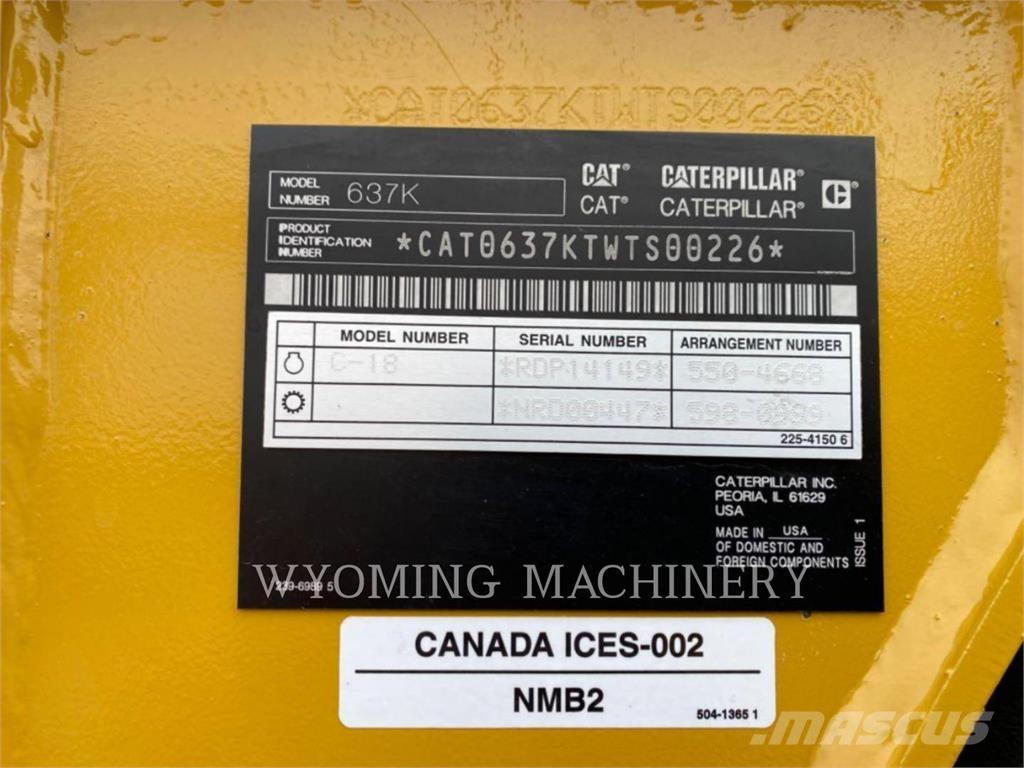 *CAT0637KTWTS00226*
MODEL NUMBER 637K
CAT® CATERPILLAR®
CAT® CATERPILLAR®
PRODUCT IDENTIFICATION NUMBER *CAT0637KTWTS00226*
MODEL NUMBER SERIAL NUMBER ARRANGEMENT NUMBER
C-18 *RDP14149* 550-4668
*NRD00447*
225-4150 6
CATERPILLAR INC.
PEORIA, IL 61629
USA
MADE IN USA
OF DOMESTIC AND
FOREIGN COMPONENTS
ISSUE 1
239-6989 5
WYOMING MACHINERY
CANADA ICES-002
NMB2
504-1365 1
MASCUS